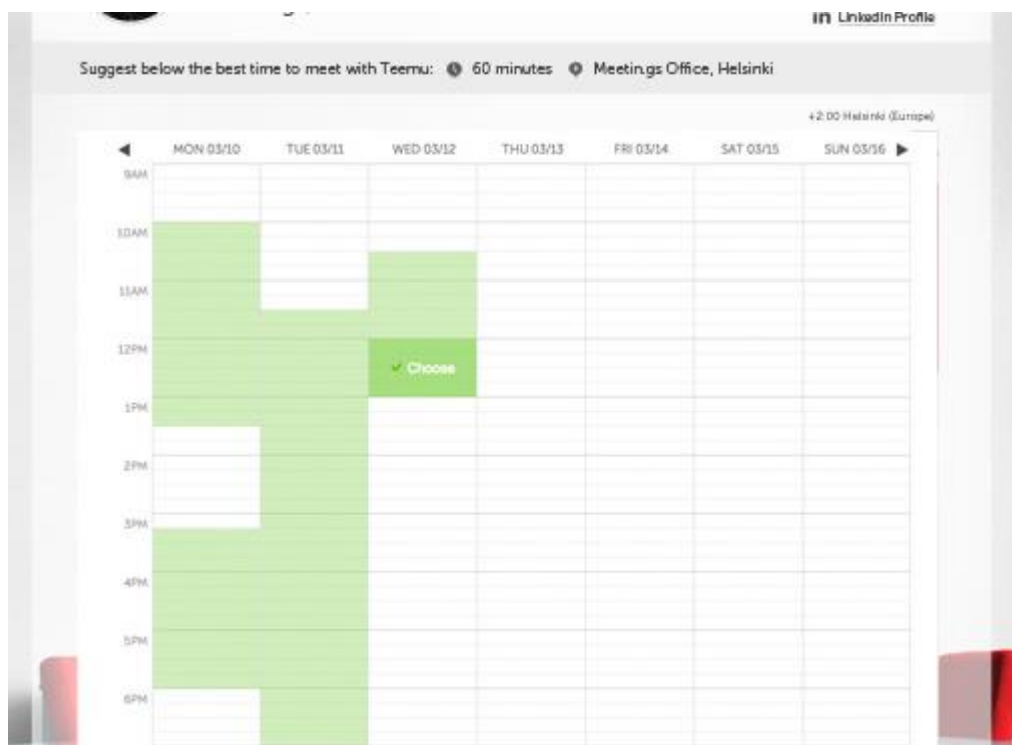 LinkedIn Profile
Suggest below the best time to meet with Teemu: 60 minutes Meetin.gs Office, Helsinki
+2:00 Helsinki (Europe)
MON 03/10 TUE 03/11 WED 03/12 THU 03/13 FRI 03/14 SAT 03/15 SUN 03/16
9AM
10AM
11AM
12PM
Choose
1PM
2PM
3PM
4PM
5PM
6PM